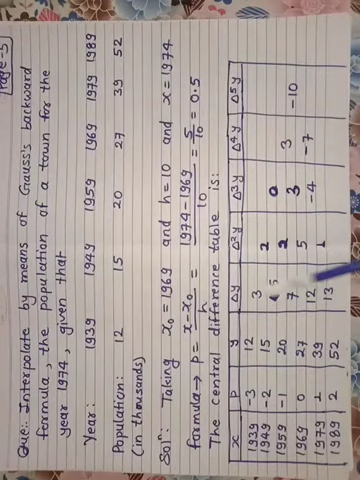 Page-5
Que:. Interpolate by means of Gauss's backward
formula, the population of a town for the
year 1974, given that
Year: 1939 1949 1959 1969 1979 1989
Population: 12 15 20 27 39 52
(in thousands)
Solⁿ: Taking x₀ = 1969 and h = 10 and x = 1974
formula → P = x - x₀ / h = 1974 - 1969 / 10 = 5 / 10 = 0.5
The central difference table is:
x P y Δy Δ²y Δ³y Δ⁴y Δ⁵y
1939 -3 12
3
1949 -2 15 2
5 0
1959 -1 20 2 3
7 3 -10
1969 0 27 5 -7
12 -4
1979 1 39 1
13
1989 2 52